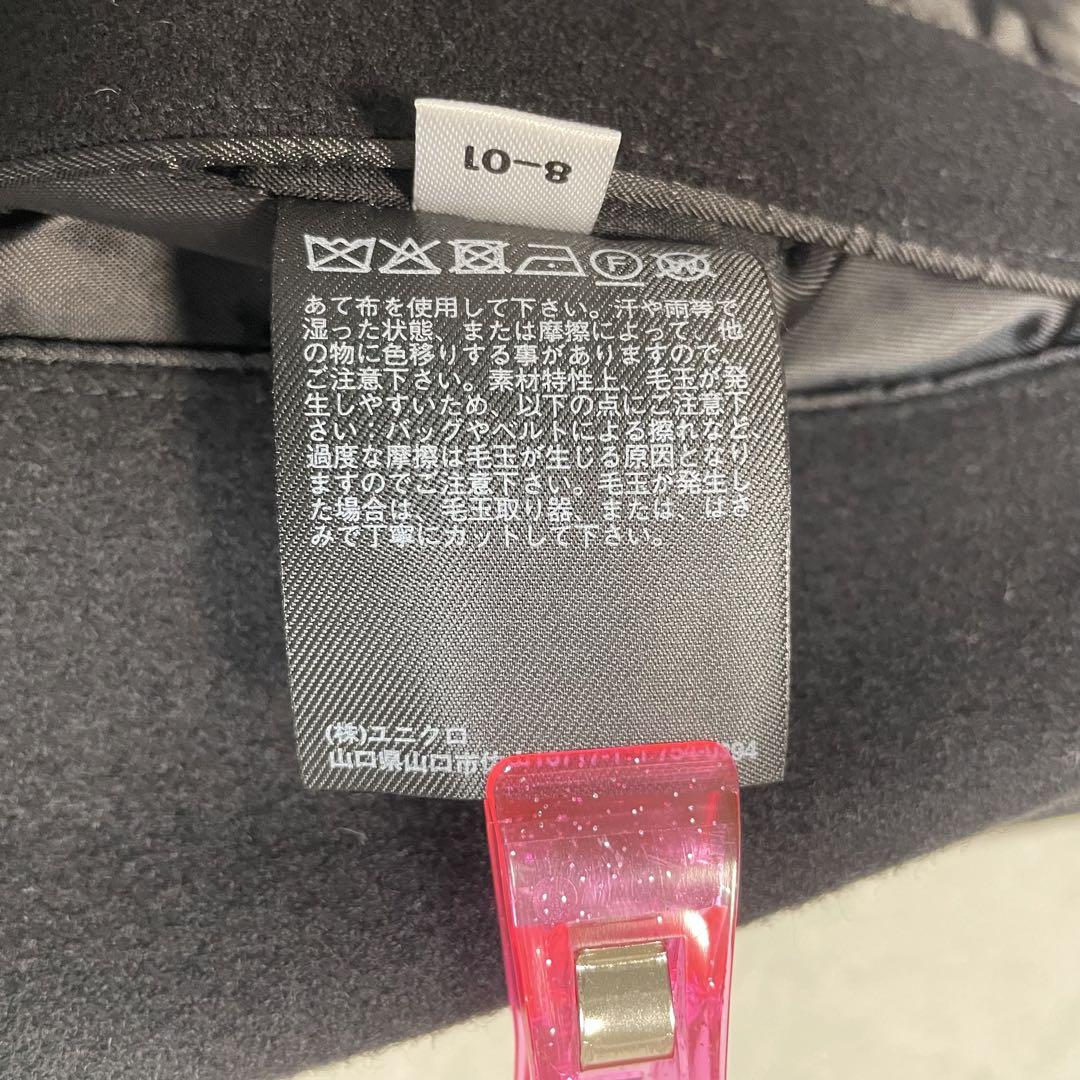 8-01
F
W
あて布を使用して下さい。汗や雨等で
湿った状態、または摩擦によって、他
の物に色移りする事がありますので、
ご注意下さい。素材特性上、毛玉が発
生しやすいため、以下の点にご注意下
さい/バッグやベルトによる擦れなど
過度な摩擦は毛玉が生じる原因となり
ますのでご注意下さい。毛玉が発生し
た場合は、毛玉取り器、または、はさ
みで丁寧にカットして下さい。
(株)ユニクロ
山口県山口市佐